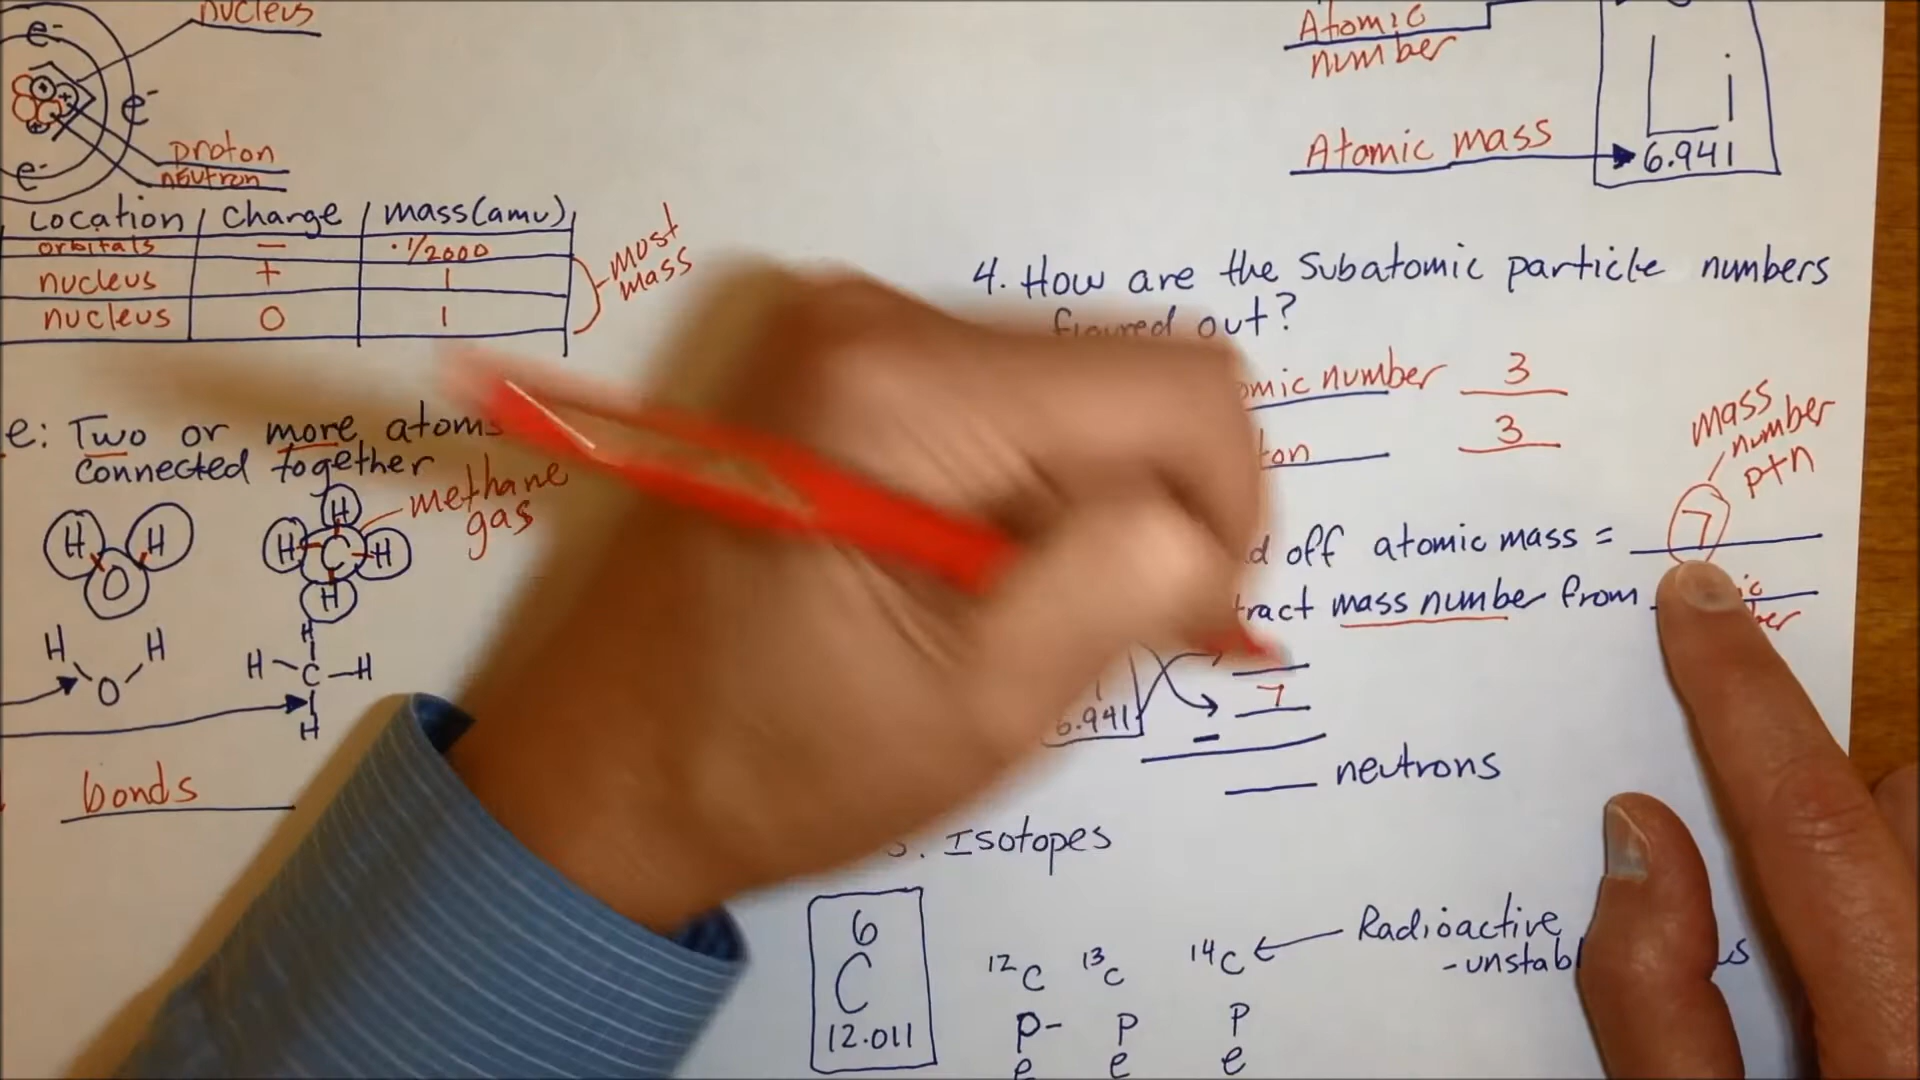 nucleus
e-
e-
e-
+
+
+
proton
neutron
Location Charge mass(amu)
orbitals - ·1/2000
nucleus + 1
nucleus 0 1
most
mass
e: Two or more atoms
connected together
methane
gas
H H
O
H
H C H
H
H H
O
H
H-C-H
H
bonds
Atomic
number
Li
Atomic mass
6.941
4. How are the subatomic particle numbers
figured out?
omic number 3
ton 3
mass
number
p+n
d off atomic mass = 7
tract mass number from
6.941
7
-
neutrons
. Isotopes
6
C
12.011
12C 13C 14C
Radioactive
-unstab
p- p p
e e e